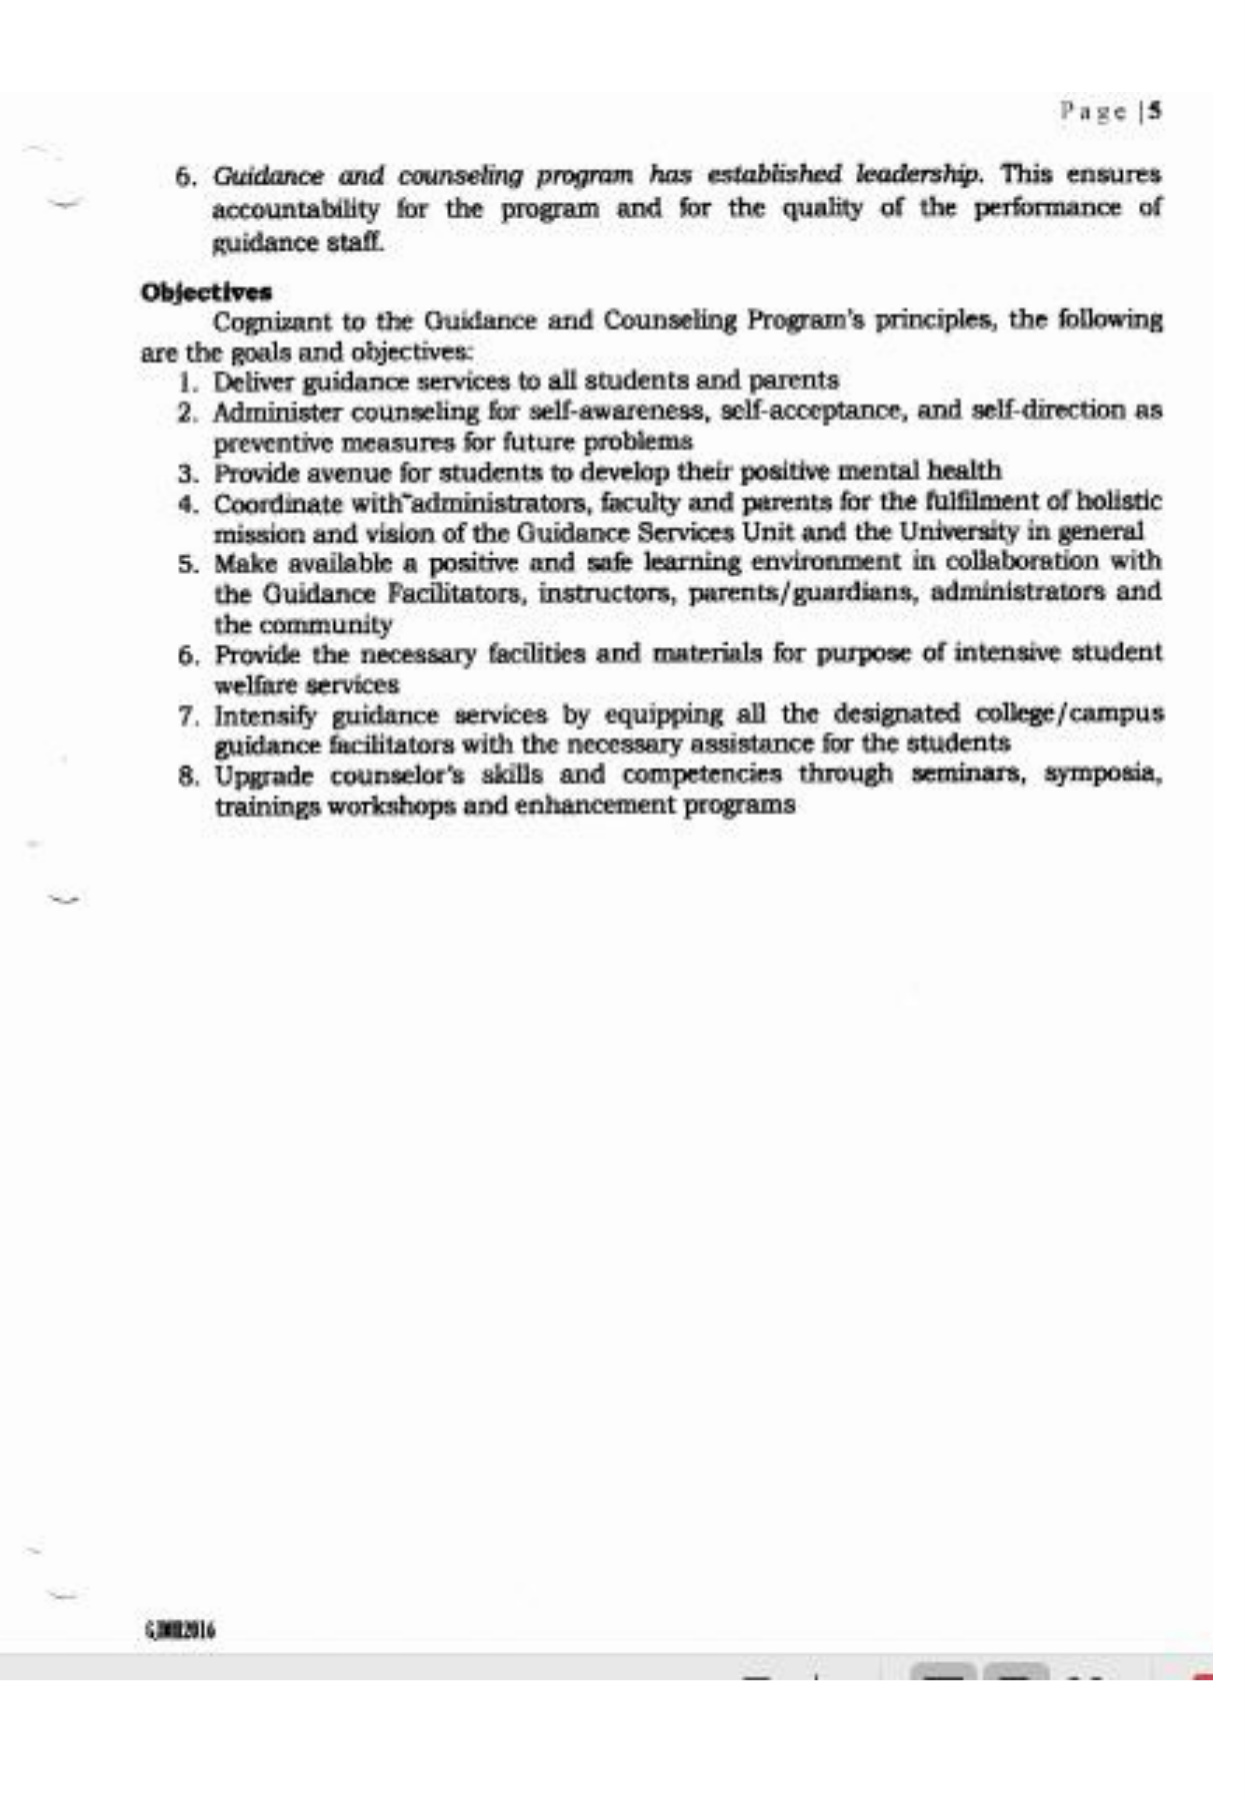 Page |5
6. Guidance and counseling program has established leadership. This ensures
accountability for the program and for the quality of the performance of
guidance staff.
Objectives
Cognizant to the Guidance and Counseling Program's principles, the following
are the goals and objectives:
1. Deliver guidance services to all students and parents
2. Administer counseling for self-awareness, self-acceptance, and self-direction as
preventive measures for future problems
3. Provide avenue for students to develop their positive mental health
4. Coordinate with administrators, faculty and parents for the fulfilment of holistic
mission and vision of the Guidance Services Unit and the University in general
5. Make available a positive and safe learning environment in collaboration with
the Guidance Facilitators, instructors, parents/guardians, administrators and
the community
6. Provide the necessary facilities and materials for purpose of intensive student
welfare services
7. Intensify guidance services by equipping all the designated college/campus
guidance facilitators with the necessary assistance for the students
8. Upgrade counselor's skills and competencies through seminars, symposia,
trainings workshops and enhancement programs